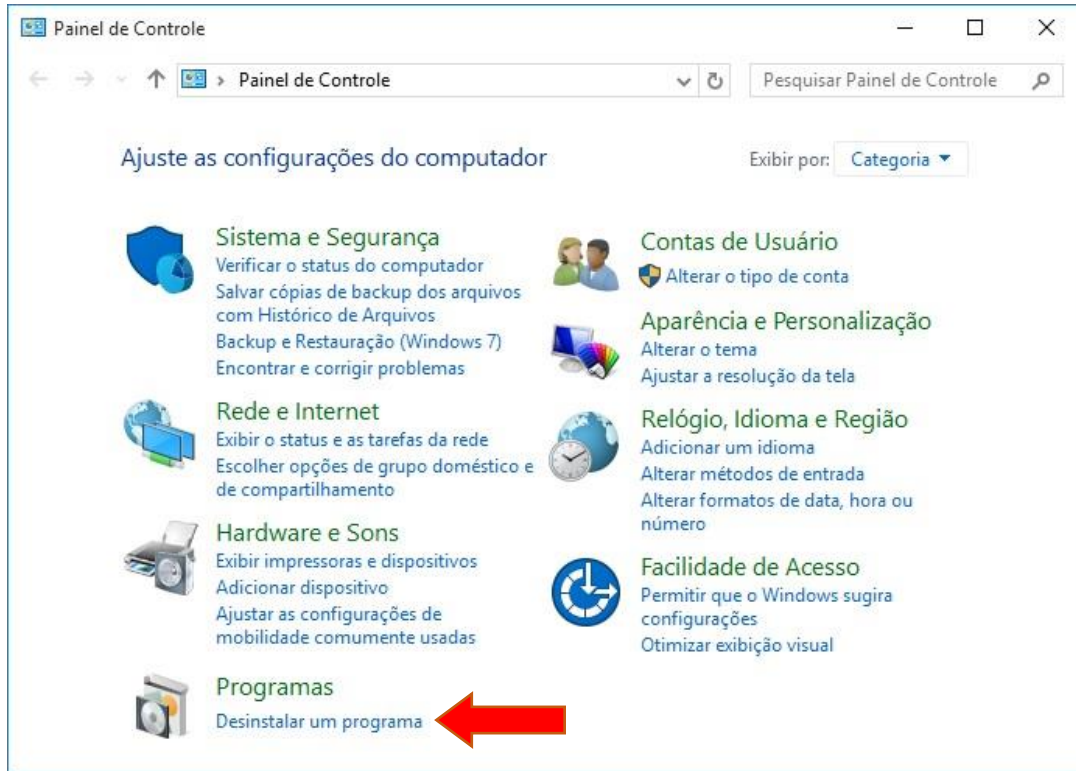 Painel de Controle
Painel de Controle
Pesquisar Painel de Controle
Ajuste as configurações do computador
Exibir por: Categoria
Sistema e Segurança
Verificar o status do computador
Salvar cópias de backup dos arquivos
com Histórico de Arquivos
Backup e Restauração (Windows 7)
Encontrar e corrigir problemas
Rede e Internet
Exibir o status e as tarefas da rede
Escolher opções de grupo doméstico e
de compartilhamento
Hardware e Sons
Exibir impressoras e dispositivos
Adicionar dispositivo
Ajustar as configurações de
mobilidade comumente usadas
Programas
Desinstalar um programa
Contas de Usuário
Alterar o tipo de conta
Aparência e Personalização
Alterar o tema
Ajustar a resolução da tela
Relógio, Idioma e Região
Adicionar um idioma
Alterar métodos de entrada
Alterar formatos de data, hora ou
número
Facilidade de Acesso
Permitir que o Windows sugira
configurações
Otimizar exibição visual